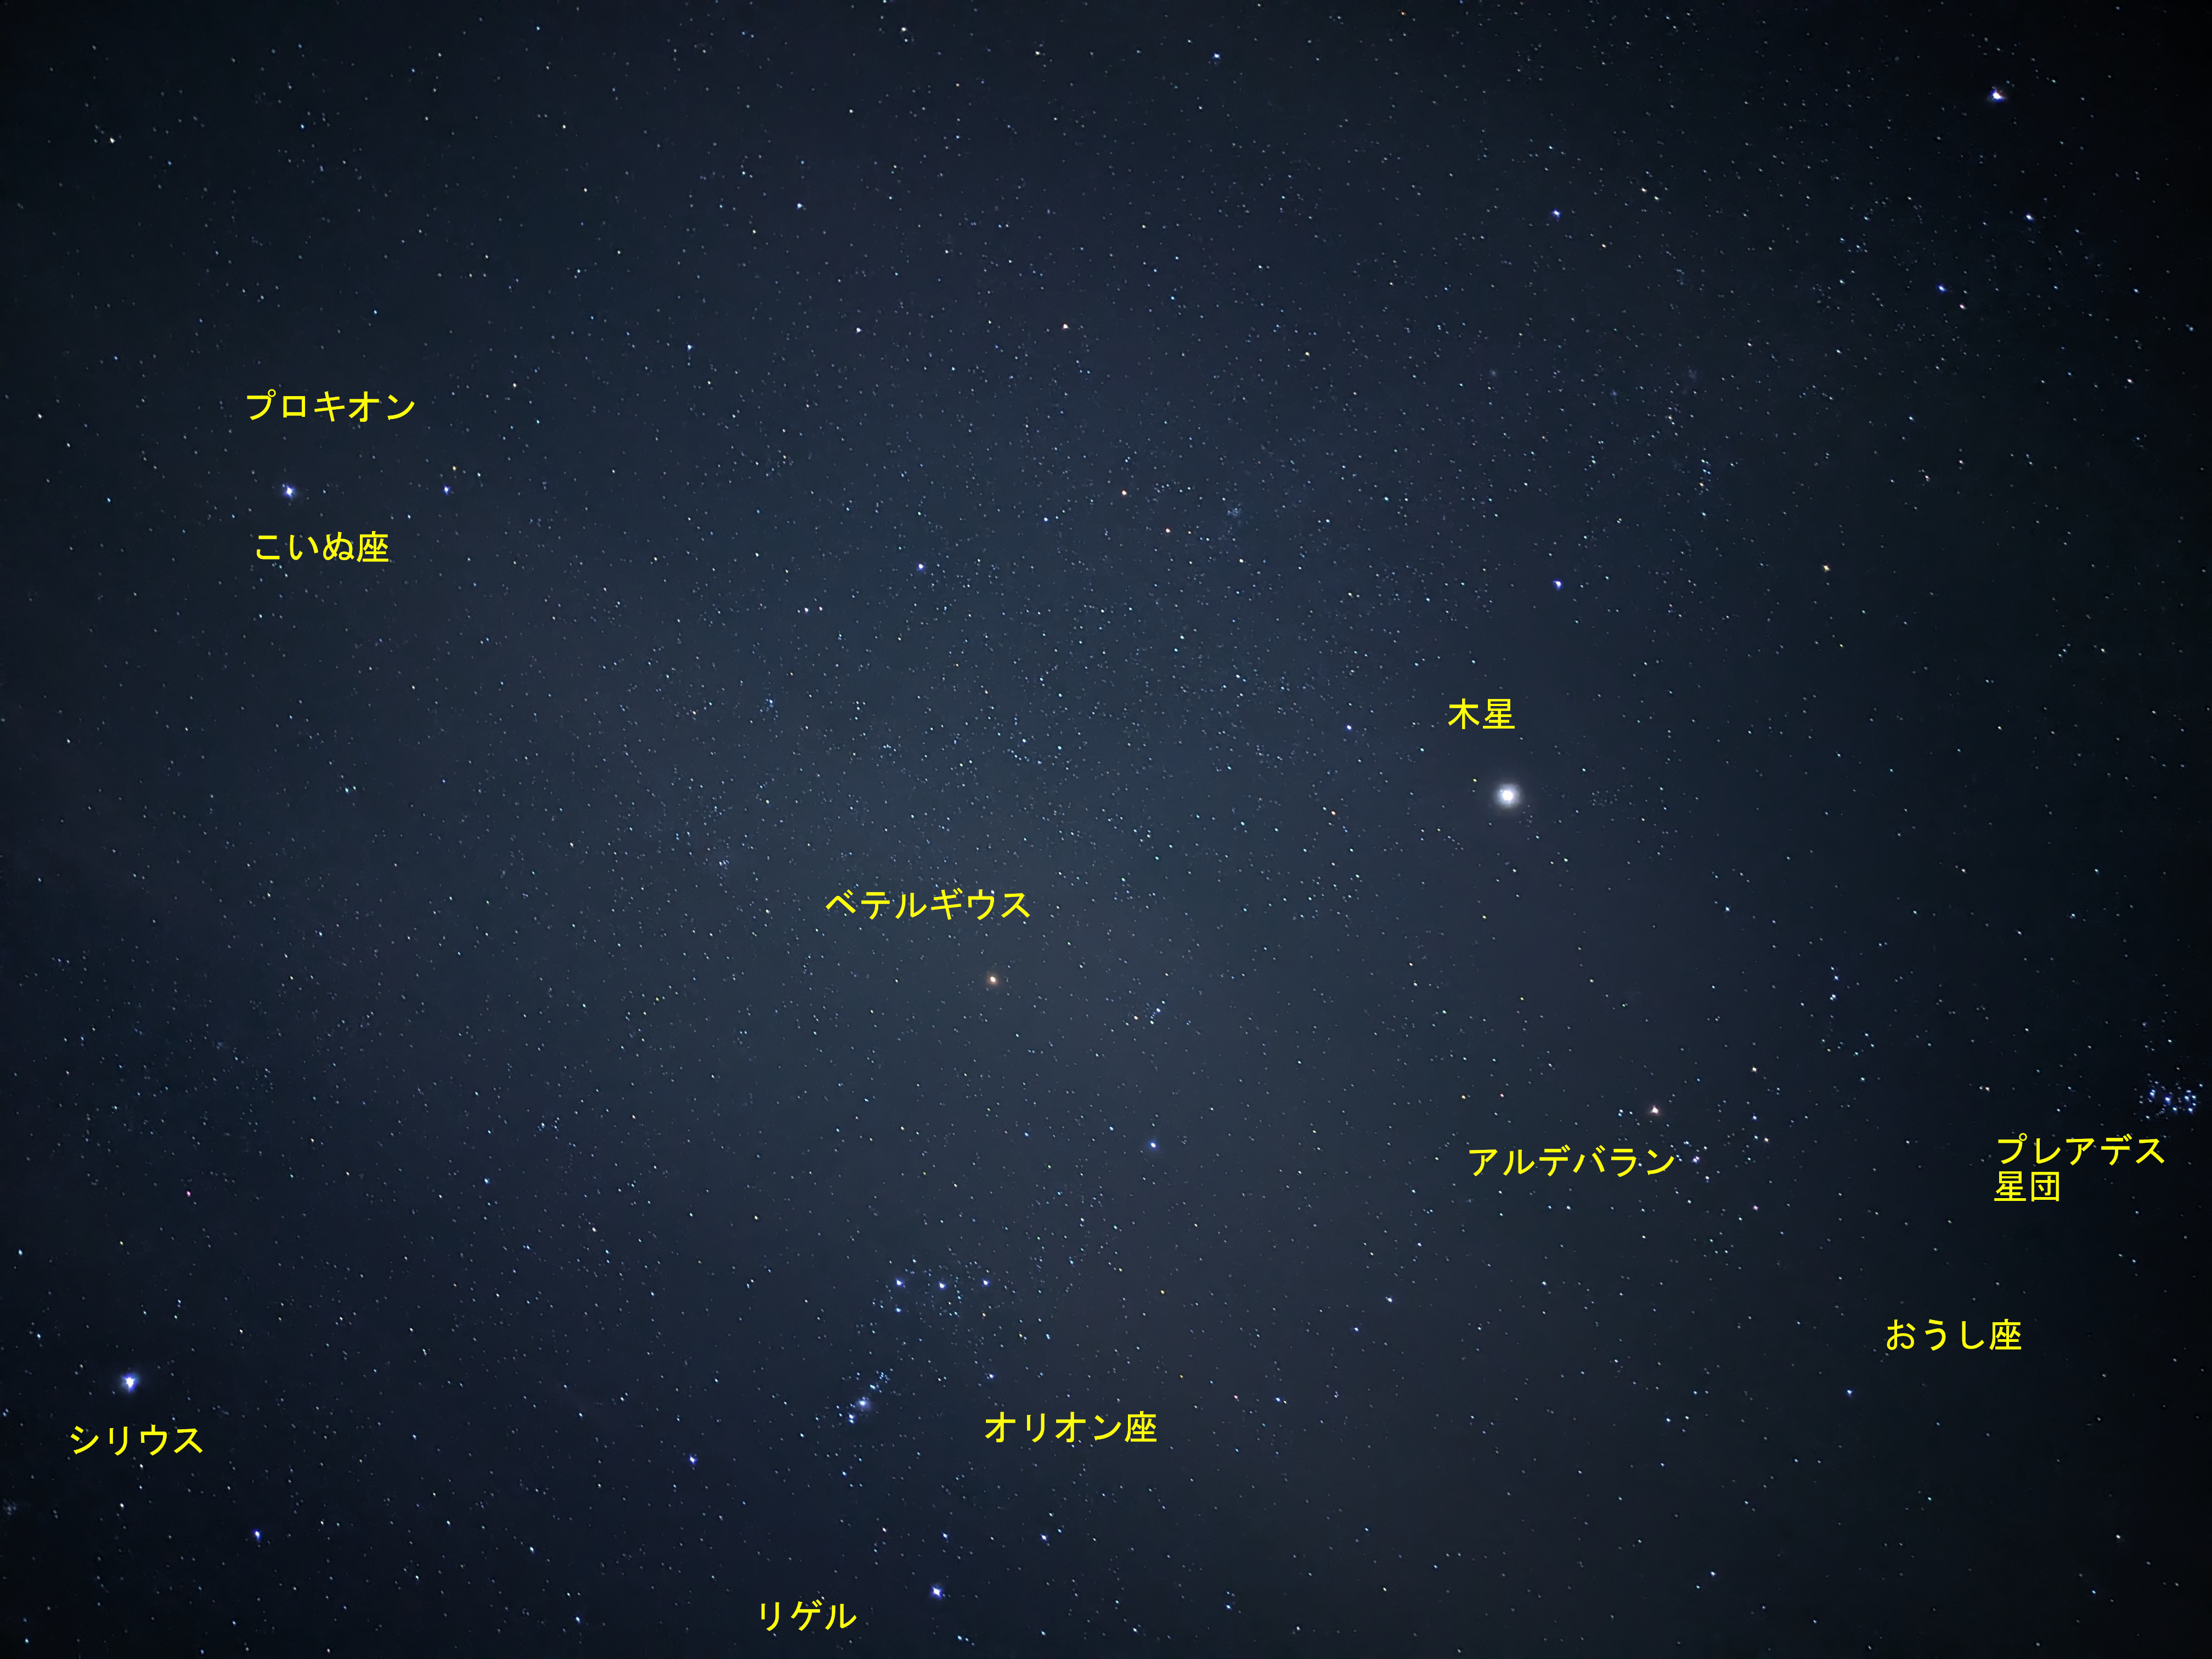 プロキオン
こいぬ座
木星
ベテルギウス
アルデバラン
プレアデス
星団
おうし座
シリウス
オリオン座
リゲル